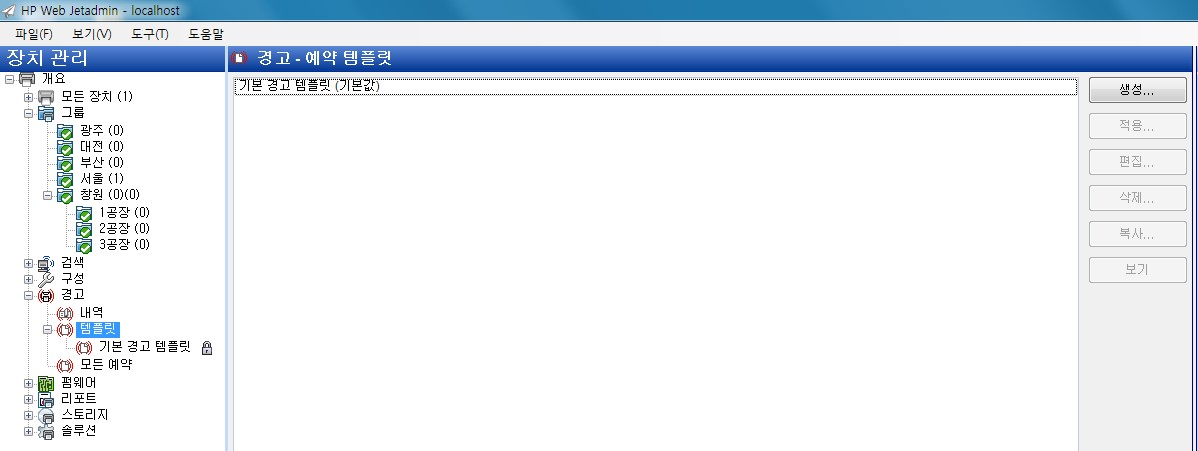 HP Web Jetadmin - localhost
파일(F) 보기(V) 도구(T) 도움말
장치 관리
개요
모든 장치 (1)
그룹
광주 (0)
대전 (0)
부산 (0)
서울 (1)
창원 (0)(0)
1공장 (0)
2공장 (0)
3공장 (0)
검색
구성
경고
내역
템플릿
기본 경고 템플릿
모든 예약
펌웨어
리포트
스토리지
솔루션
경고 - 예약 템플릿
기본 경고 템플릿 (기본값)
생성...
적용...
편집...
삭제...
복사...
보기